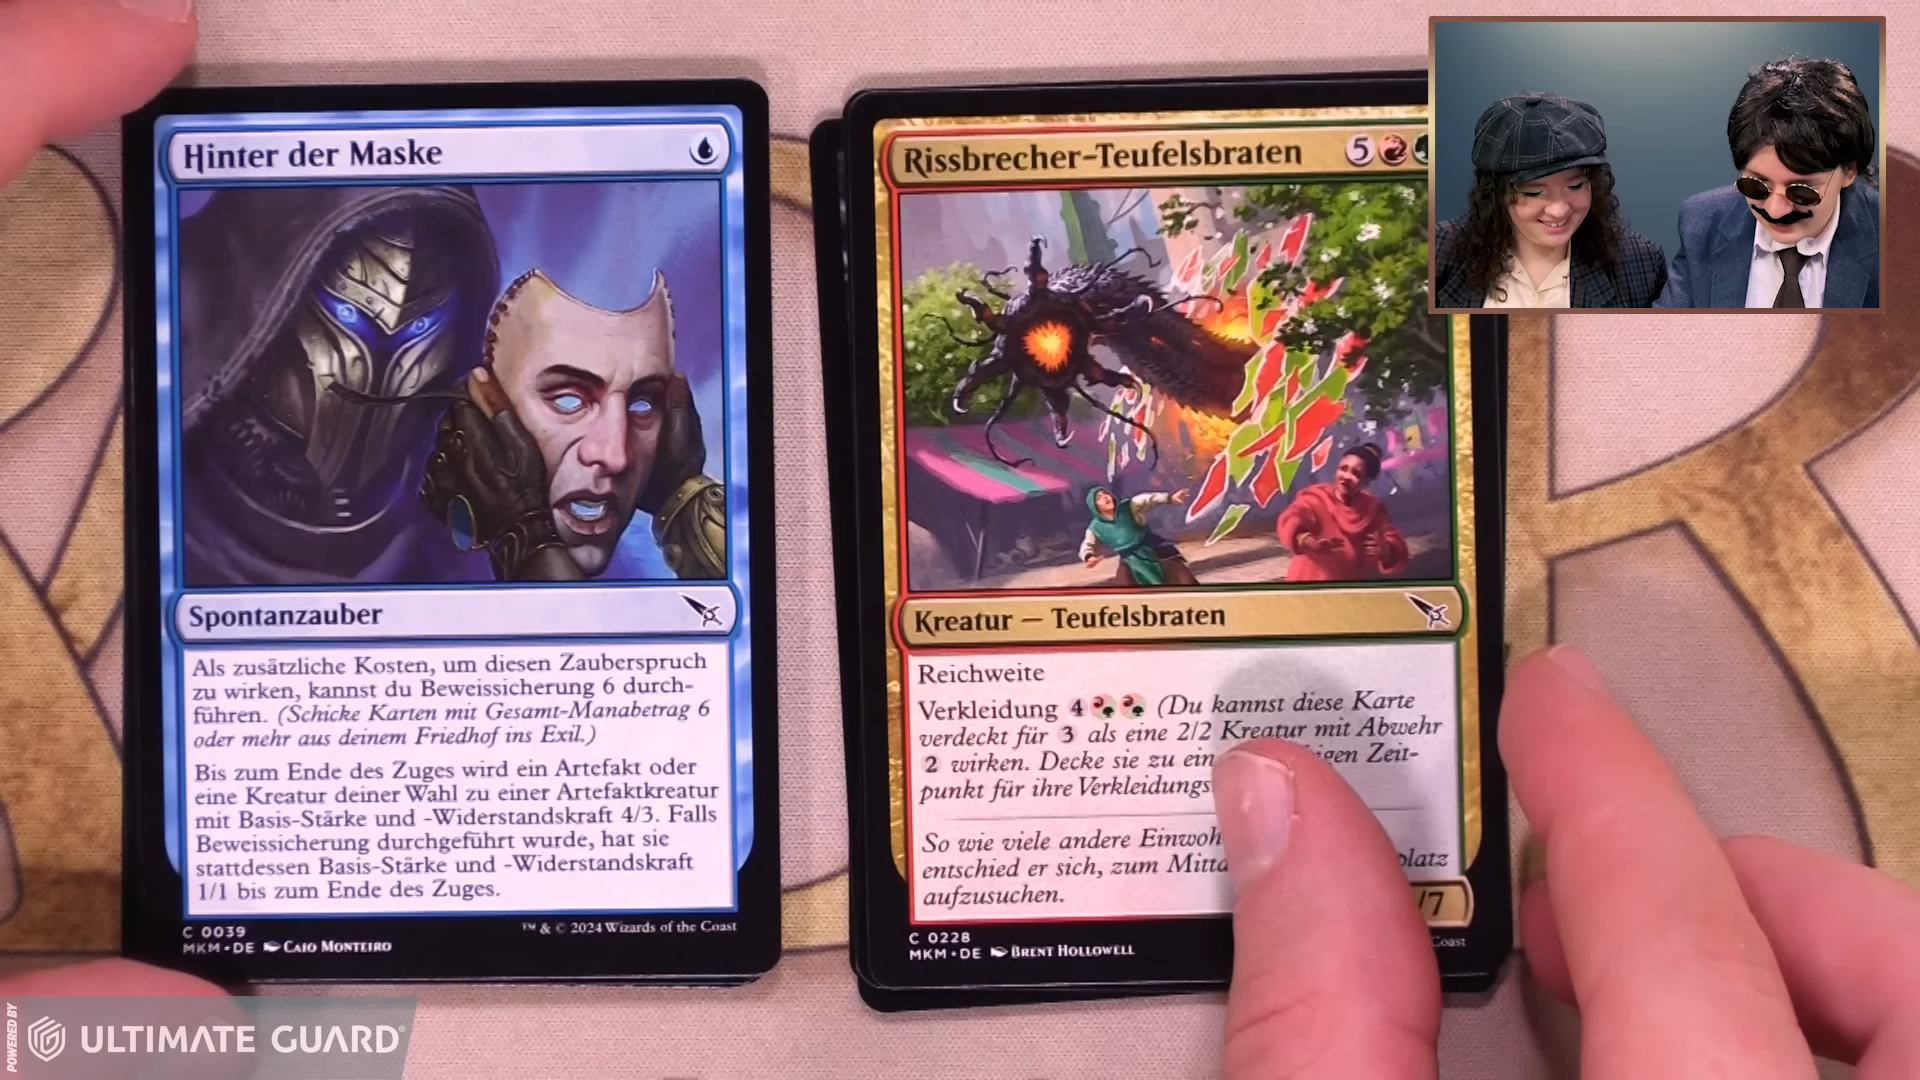 Hinter der Maske
Spontanzauber
Als zusätzliche Kosten, um diesen Zauberspruch
zu wirken, kannst du Beweissicherung 6 durch-
führen. (Schicke Karten mit Gesamt-Manabetrag 6
oder mehr aus deinem Friedhof ins Exil.)
Bis zum Ende des Zuges wird ein Artefakt oder
eine Kreatur deiner Wahl zu einer Artefaktkreatur
mit Basis-Stärke und -Widerstandskraft 4/3. Falls
Beweissicherung durchgeführt wurde, hat sie
stattdessen Basis-Stärke und -Widerstandskraft
1/1 bis zum Ende des Zuges.
C 0039
MKM • DE CAIO MONTEIRO
™ & © 2024 Wizards of the Coast
Rissbrecher-Teufelsbraten 5
Kreatur — Teufelsbraten
Reichweite
Verkleidung 4 (Du kannst diese Karte
verdeckt für 3 als eine 2/2 Kreatur mit Abwehr
2 wirken. Decke sie zu Zeit-
punkt für ihre
So wie viele andere
entschied er sich, zum
aufzusuchen.
/7
C 0228
MKM • DE BRENT HOLLOWELL
Coast
POWERED BY
ULTIMATE GUARD®